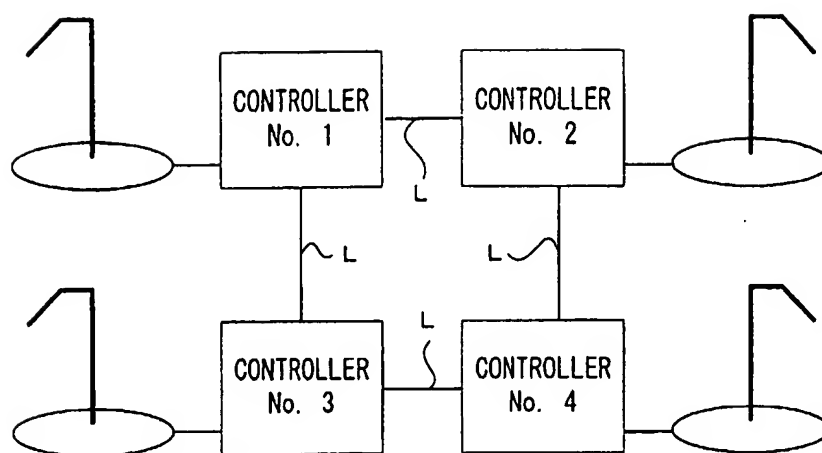 CONTROLLER
No. 1
CONTROLLER
No. 2
L
L
L
L
CONTROLLER
No. 3
CONTROLLER
No. 4